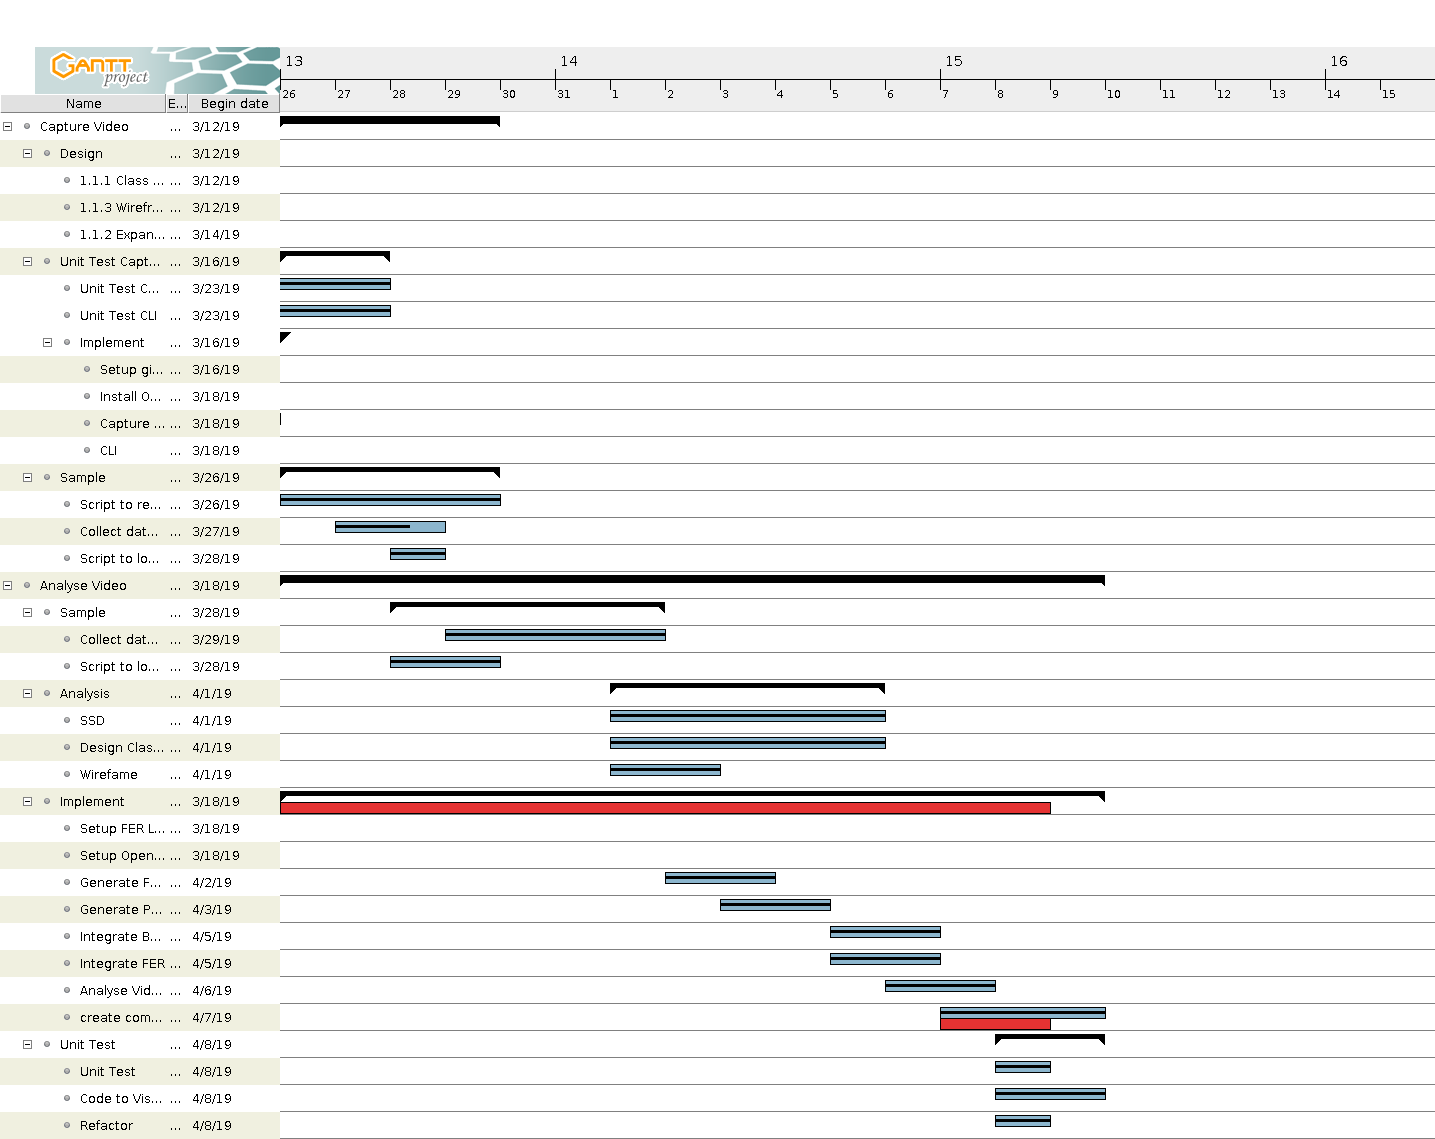 GANTT
project
13 14 15 16
26 27 28 29 30 31 1 2 3 4 5 6 7 8 9 10 11 12 13 14 15
Name E... Begin date
Capture Video ... 3/12/19
Design ... 3/12/19
1.1.1 Class ... ... 3/12/19
1.1.3 Wirefr... ... 3/12/19
1.1.2 Expan... ... 3/14/19
Unit Test Capt... ... 3/16/19
Unit Test C... ... 3/23/19
Unit Test CLI ... 3/23/19
Implement ... 3/16/19
Setup gi... ... 3/16/19
Install O... ... 3/18/19
Capture ... ... 3/18/19
CLI ... 3/18/19
Sample ... 3/26/19
Script to re... ... 3/26/19
Collect dat... ... 3/27/19
Script to lo... ... 3/28/19
Analyse Video ... 3/18/19
Sample ... 3/28/19
Collect dat... ... 3/29/19
Script to lo... ... 3/28/19
Analysis ... 4/1/19
SSD ... 4/1/19
Design Clas... ... 4/1/19
Wirefame ... 4/1/19
Implement ... 3/18/19
Setup FER L... ... 3/18/19
Setup Open... ... 3/18/19
Generate F... ... 4/2/19
Generate P... ... 4/3/19
Integrate B... ... 4/5/19
Integrate FER ... 4/5/19
Analyse Vid... ... 4/6/19
create com... ... 4/7/19
Unit Test ... 4/8/19
Unit Test ... 4/8/19
Code to Vis... ... 4/8/19
Refactor ... 4/8/19